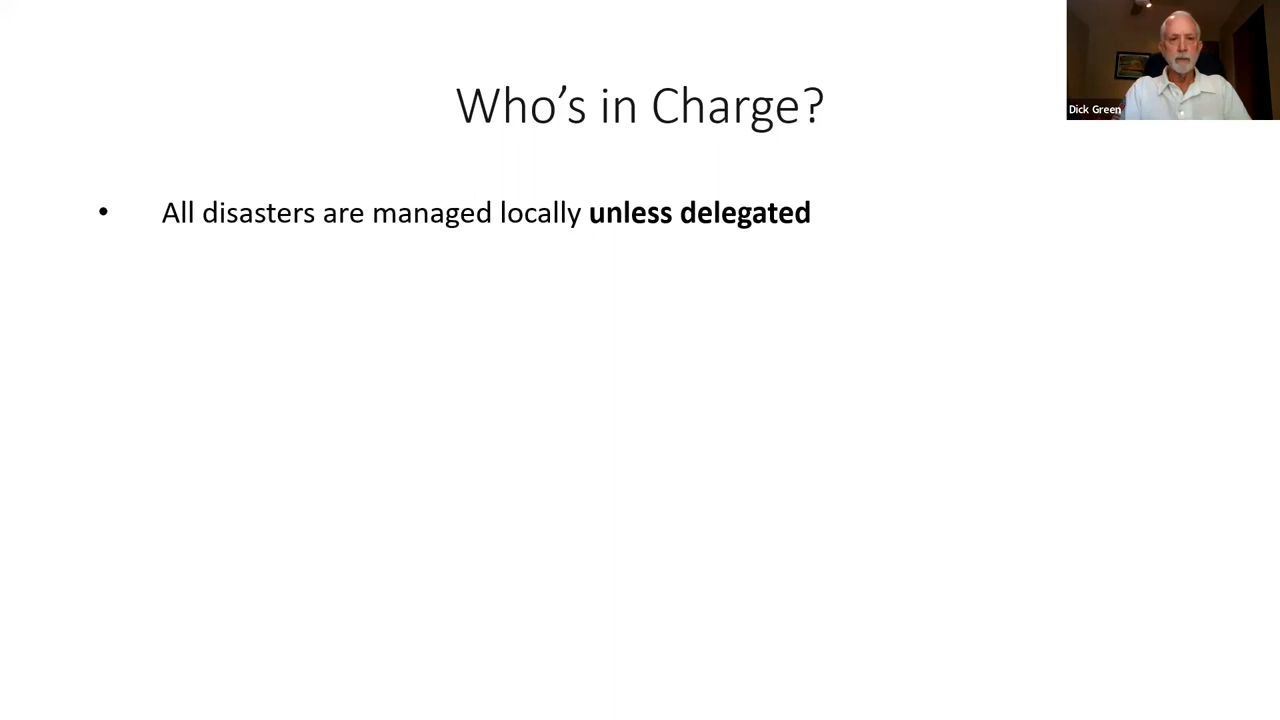 Who’s in Charge?
Dick Green
• All disasters are managed locally unless delegated